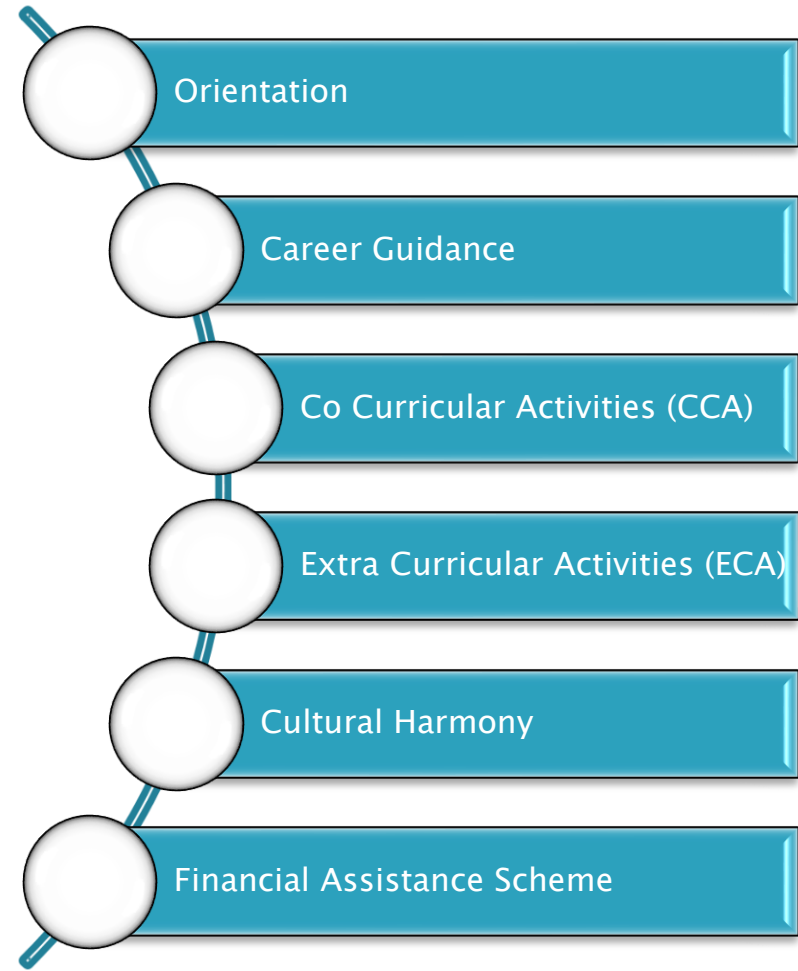 Orientation
Career Guidance
Co Curricular Activities (CCA)
Extra Curricular Activities (ECA)
Cultural Harmony
Financial Assistance Scheme